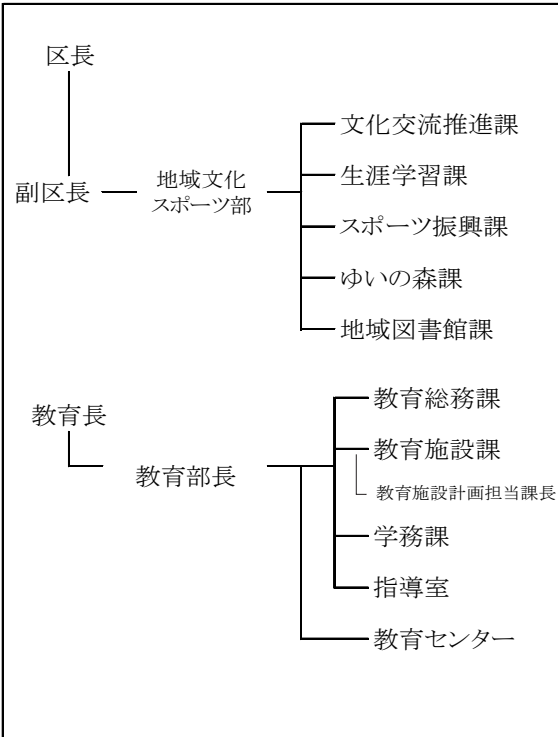 区長
副区長
地域文化
スポーツ部
文化交流推進課
生涯学習課
スポーツ振興課
ゆいの森課
地域図書館課
教育長
教育部長
教育総務課
教育施設課
教育施設計画担当課長
学務課
指導室
教育センター